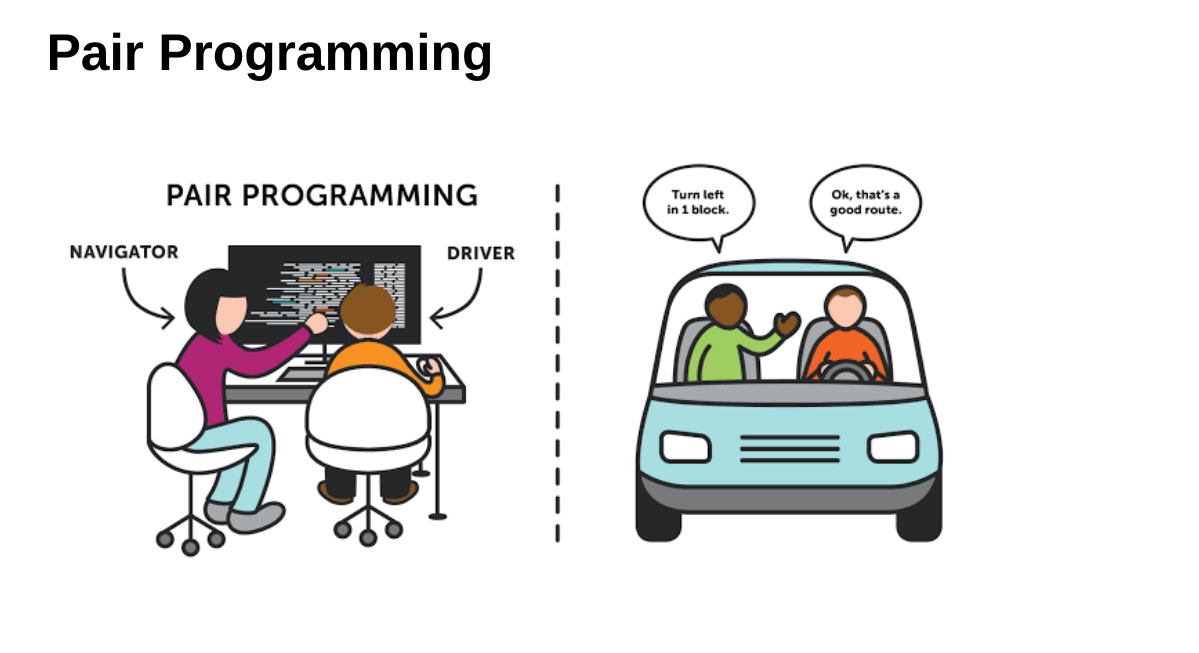 Pair Programming
PAIR PROGRAMMING
NAVIGATOR
DRIVER
Turn left
in 1 block.
Ok, that's a
good route.